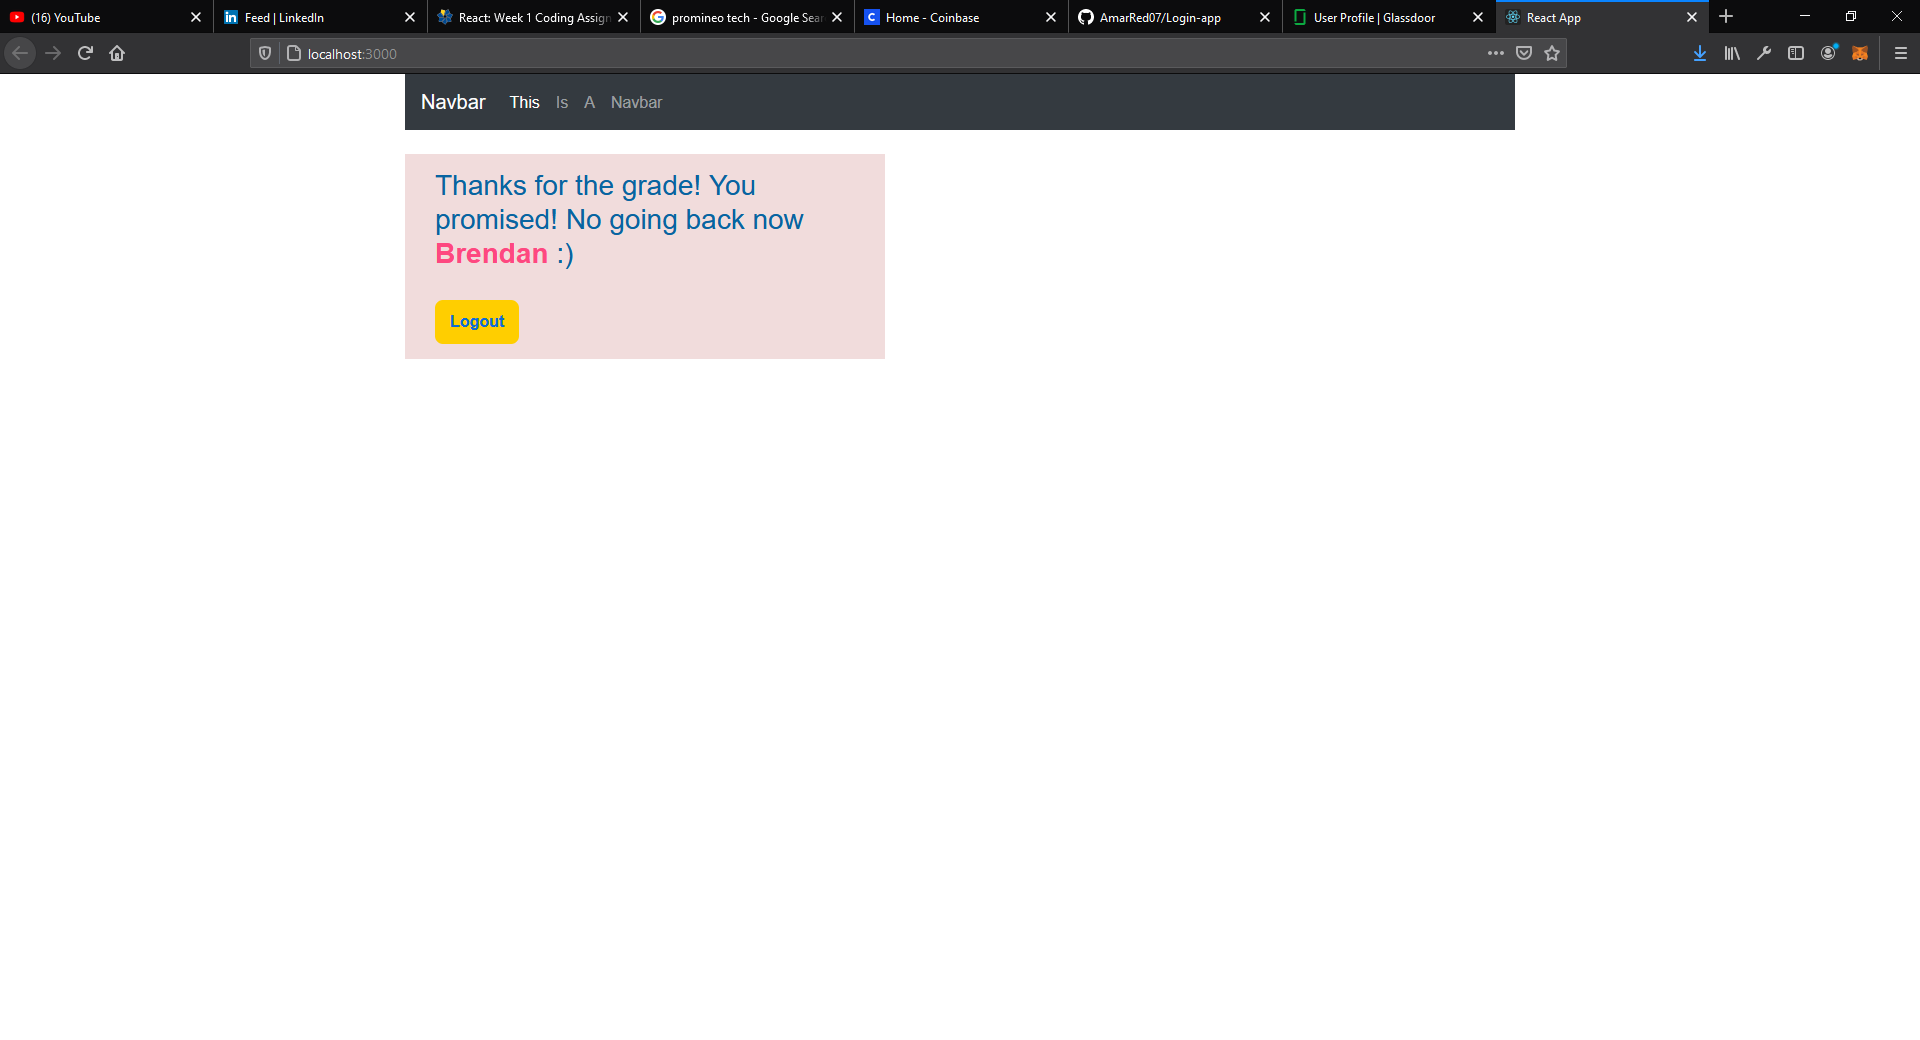 (16) YouTube
Feed | LinkedIn
React: Week 1 Coding Assign
promineo tech - Google Sear
Home - Coinbase
AmarRed07/Login-app
User Profile | Glassdoor
React App
localhost:3000
Navbar This Is A Navbar
Thanks for the grade! You
promised! No going back now
Brendan :)
Logout